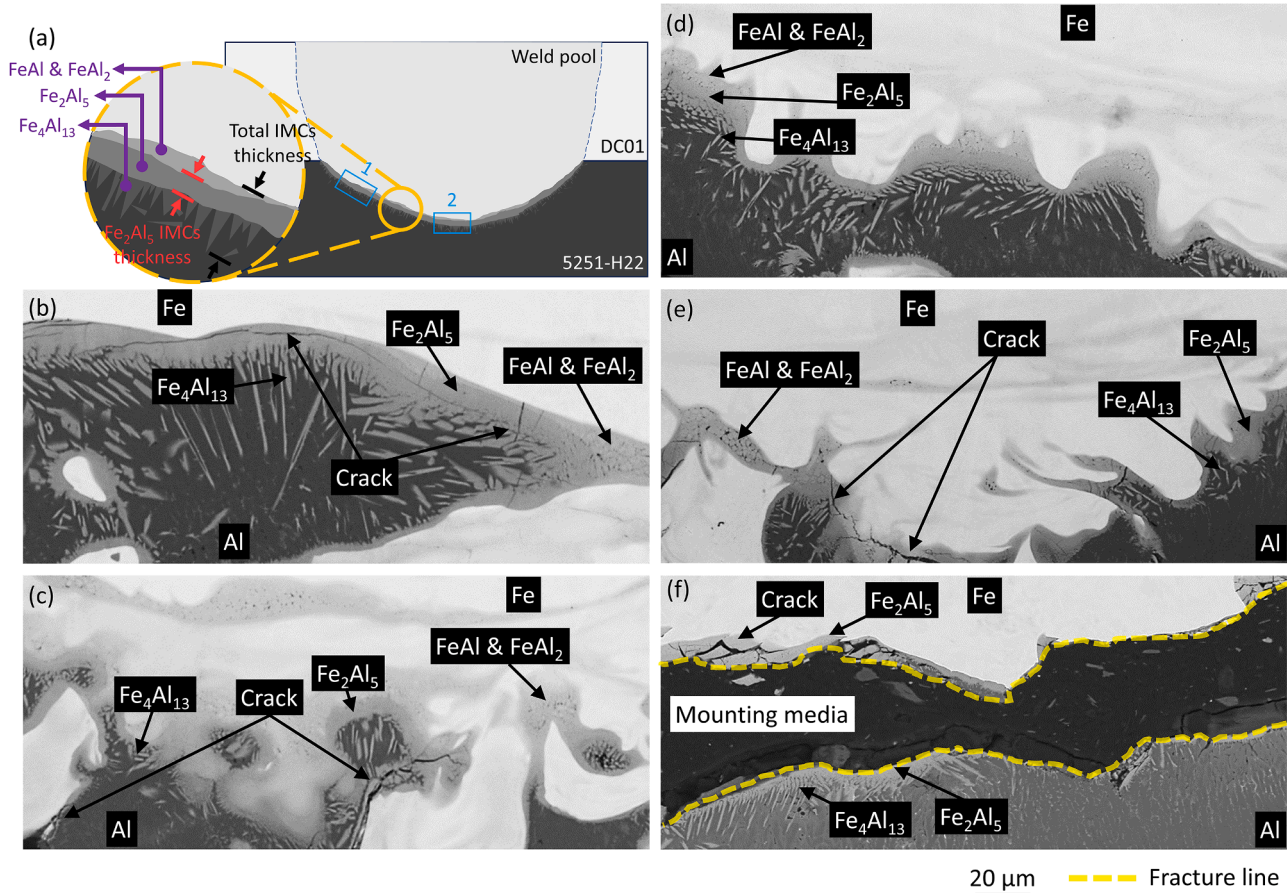 (a)
Weld pool
FeAl & FeAl₂
Fe₂Al₅
Fe₄Al₁₃
Total IMCs
thickness
DC01
1
2
Fe₂Al₅ IMCs
thickness
5251-H22
(b)
Fe
Fe₂Al₅
FeAl & FeAl₂
Fe₄Al₁₃
Crack
Al
(c)
Fe
FeAl & FeAl₂
Fe₂Al₅
Fe₄Al₁₃
Crack
Al
(d)
FeAl & FeAl₂
Fe
Fe₂Al₅
Fe₄Al₁₃
Al
(e)
Fe
Crack
Fe₂Al₅
FeAl & FeAl₂
Fe₄Al₁₃
Al
(f)
Crack
Fe₂Al₅
Fe
Mounting media
Fe₄Al₁₃
Fe₂Al₅
Al
20 µm
Fracture line